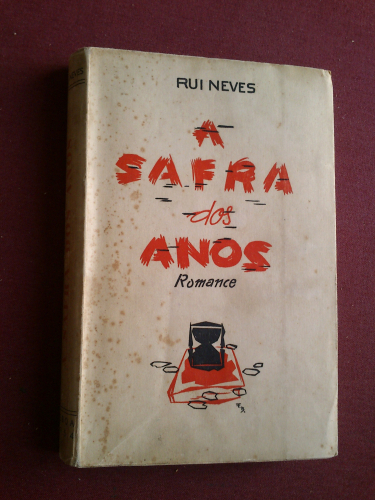 RUI NEVES
A
SAFRA
dos
ANOS
Romance